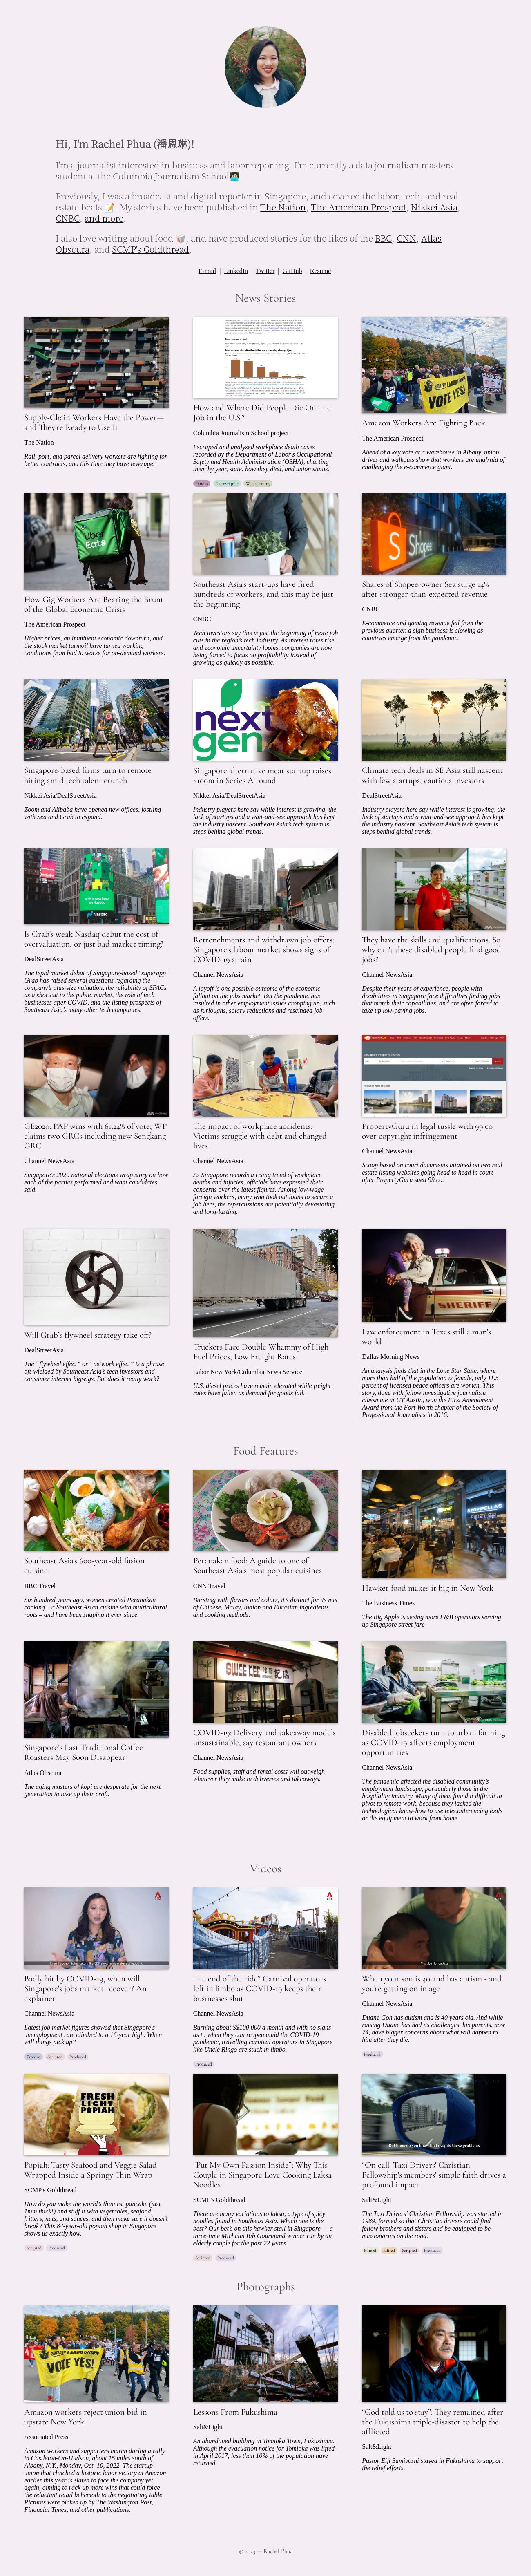 Hi, I'm Rachel Phua (潘恩琳)!
I'm a journalist interested in business and labor reporting. I'm currently a data journalism masters
student at the Columbia Journalism School👩🏻‍💻.
Previously, I was a broadcast and digital reporter in Singapore, and covered the labor, tech, and real
estate beats 📝. My stories have been published in The Nation, The American Prospect, Nikkei Asia,
CNBC, and more.
I also love writing about food 🥡, and have produced stories for the likes of the BBC, CNN, Atlas
Obscura, and SCMP's Goldthread.
E-mail | LinkedIn | Twitter | GitHub | Resume
News Stories
Supply-Chain Workers Have the Power—
and They're Ready to Use It
The Nation
Rail, port, and parcel delivery workers are fighting for
better contracts, and this time they have leverage.
How and Where Did People Die On The
Job in the U.S.?
Columbia Journalism School project
I scraped and analyzed workplace death cases
recorded by the Department of Labor's Occupational
Safety and Health Administration (OSHA), charting
them by year, state, how they died, and union status.
Pandas Datawrapper Web scraping
VOTE YES!
Amazon Workers Are Fighting Back
The American Prospect
Ahead of a key vote at a warehouse in Albany, union
drives and walkouts show that workers are unafraid of
challenging the e-commerce giant.
Uber
Eats
How Gig Workers Are Bearing the Brunt
of the Global Economic Crisis
The American Prospect
Higher prices, an imminent economic downturn, and
the stock market turmoil have turned working
conditions from bad to worse for on-demand workers.
Southeast Asia's start-ups have fired
hundreds of workers, and this may be just
the beginning
CNBC
Tech investors say this is just the beginning of more job
cuts in the region's tech industry. As interest rates rise
and economic uncertainty looms, companies are now
being forced to focus on profitability instead of
growing as quickly as possible.
Shopee
Shares of Shopee-owner Sea surge 14%
after stronger-than-expected revenue
CNBC
E-commerce and gaming revenue fell from the
previous quarter, a sign business is slowing as
countries emerge from the pandemic.
Singapore-based firms turn to remote
hiring amid tech talent crunch
Nikkei Asia/DealStreetAsia
Zoom and Alibaba have opened new offices, jostling
with Sea and Grab to expand.
next
gen
Singapore alternative meat startup raises
$100m in Series A round
Nikkei Asia/DealStreetAsia
Industry players here say while interest is growing, the
lack of startups and a wait-and-see approach has kept
the industry nascent. Southeast Asia's tech system is
steps behind global trends.
Climate tech deals in SE Asia still nascent
with few startups, cautious investors
DealStreetAsia
Industry players here say while interest is growing, the
lack of startups and a wait-and-see approach has kept
the industry nascent. Southeast Asia's tech system is
steps behind global trends.
Is Grab's weak Nasdaq debut the cost of
overvaluation, or just bad market timing?
DealStreetAsia
The tepid market debut of Singapore-based "superapp"
Grab has raised several questions regarding the
company's plus-size valuation, the reliability of SPACs
as a shortcut to the public market, the role of tech
businesses after COVID, and the listing prospects of
Southeast Asia's many other tech companies.
Retrenchments and withdrawn job offers:
Singapore's labour market shows signs of
COVID-19 strain
Channel NewsAsia
A layoff is one possible outcome of the economic
fallout on the jobs market. But the pandemic has
resulted in other employment issues cropping up, such
as furloughs, salary reductions and rescinded job
offers.
They have the skills and qualifications. So
why can't these disabled people find good
jobs?
Channel NewsAsia
Despite their years of experience, people with
disabilities in Singapore face difficulties finding jobs
that match their capabilities, and are often forced to
take up low-paying jobs.
GE2020: PAP wins with 61.24% of vote; WP
claims two GRCs including new Sengkang
GRC
Channel NewsAsia
Singapore's 2020 national elections wrap story on how
each of the parties performed and what candidates
said.
The impact of workplace accidents:
Victims struggle with debt and changed
lives
Channel NewsAsia
As Singapore records a rising trend of workplace
deaths and injuries, officials have expressed their
concerns over the latest figures. Among low-wage
foreign workers, many who took out loans to secure a
job here, the repercussions are potentially devastating
and long-lasting.
PropertyGuru in legal tussle with 99.co
over copyright infringement
Channel NewsAsia
Scoop based on court documents attained on two real
estate listing websites going head to head in court
after PropertyGuru sued 99.co.
Will Grab's flywheel strategy take off?
DealStreetAsia
The "flywheel effect" or "network effect" is a phrase
oft-wielded by Southeast Asia's tech investors and
consumer internet bigwigs. But does it really work?
Truckers Face Double Whammy of High
Fuel Prices, Low Freight Rates
Labor New York/Columbia News Service
U.S. diesel prices have remain elevated while freight
rates have fallen as demand for goods fall.
SHERIFF
Law enforcement in Texas still a man's
world
Dallas Morning News
An analysis finds that in the Lone Star State, where
more than half of the population is female, only 11.5
percent of licensed peace officers are women. This
story, done with fellow investigative journalism
classmate at UT Austin, won the First Amendment
Award from the Fort Worth chapter of the Society of
Professional Journalists in 2016.
Food Features
Southeast Asia's 600-year-old fusion
cuisine
BBC Travel
Six hundred years ago, women created Peranakan
cooking – a Southeast Asian cuisine with multicultural
roots – and have been shaping it ever since.
Peranakan food: A guide to one of
Southeast Asia's most popular cuisines
CNN Travel
Bursting with flavors and colors, it's distinct for its mix
of Chinese, Malay, Indian and Eurasian ingredients
and cooking methods.
Hawker food makes it big in New York
The Business Times
The Big Apple is seeing more F&B operators serving
up Singapore street fare
Singapore's Last Traditional Coffee
Roasters May Soon Disappear
Atlas Obscura
The aging masters of kopi are desperate for the next
generation to take up their craft.
SWEE KEE
COVID-19: Delivery and takeaway models
unsustainable, say restaurant owners
Channel NewsAsia
Food supplies, staff and rental costs will outweigh
whatever they make in deliveries and takeaways.
Disabled jobseekers turn to urban farming
as COVID-19 affects employment
opportunities
Channel NewsAsia
The pandemic affected the disabled community's
employment landscape, particularly those in the
hospitality industry. Many of them found it difficult to
pivot to remote work, because they lacked the
technological know-how to use teleconferencing tools
or the equipment to work from home.
Videos
Badly hit by COVID-19, when will
Singapore's jobs market recover? An
explainer
Channel NewsAsia
Latest job market figures showed that Singapore's
unemployment rate climbed to a 16-year high. When
will things pick up?
Fronted Scripted Produced
The end of the ride? Carnival operators
left in limbo as COVID-19 keeps their
businesses shut
Channel NewsAsia
Burning about S$100,000 a month and with no signs
as to when they can reopen amid the COVID-19
pandemic, travelling carnival operators in Singapore
like Uncle Ringo are stuck in limbo.
Produced
When your son is 40 and has autism - and
you're getting on in age
Channel NewsAsia
Duane Goh has autism and is 40 years old. And while
raising Duane has had its challenges, his parents, now
74, have bigger concerns about what will happen to
him after they die.
Produced
FRESH
LIGHT
POPIAH
Popiah: Tasty Seafood and Veggie Salad
Wrapped Inside a Springy Thin Wrap
SCMP's Goldthread
How do you make the world's thinnest pancake (just
1mm thick!) and stuff it with vegetables, seafood,
fritters, nuts, and sauces, and then make sure it doesn't
break? This 84-year-old popiah shop in Singapore
shows us exactly how.
Scripted Produced
"Put My Own Passion Inside": Why This
Couple in Singapore Love Cooking Laksa
Noodles
SCMP's Goldthread
There are many variations to laksa, a type of spicy
noodles found in Southeast Asia. Which one is the
best? Our bet's on this hawker stall in Singapore — a
three-time Michelin Bib Gourmand winner run by an
elderly couple for the past 22 years.
Scripted Produced
"On call: Taxi Drivers' Christian
Fellowship's members' simple faith drives a
profound impact
Salt&Light
The Taxi Drivers' Christian Fellowship was started in
1989, formed so that Christian drivers could find
fellow brothers and sisters and be equipped to be
missionaries on the road.
Filmed Edited Scripted Produced
Photographs
VOTE YES!
Amazon workers reject union bid in
upstate New York
Associated Press
Amazon workers and supporters march during a rally
in Castleton-On-Hudson, about 15 miles south of
Albany, N.Y., Monday, Oct. 10, 2022. The startup
union that clinched a historic labor victory at Amazon
earlier this year is slated to face the company yet
again, aiming to rack up more wins that could force
the reluctant retail behemoth to the negotiating table.
Pictures were picked up by The Washington Post,
Financial Times, and other publications.
Lessons From Fukushima
Salt&Light
An abandoned building in Tomioka Town, Fukushima.
Although the evacuation notice for Tomioka was lifted
in April 2017, less than 10% of the population have
returned.
"God told us to stay": They remained after
the Fukushima triple-disaster to help the
afflicted
Salt&Light
Pastor Eiji Sumiyoshi stayed in Fukushima to support
the relief efforts.
© 2023 — Rachel Phua